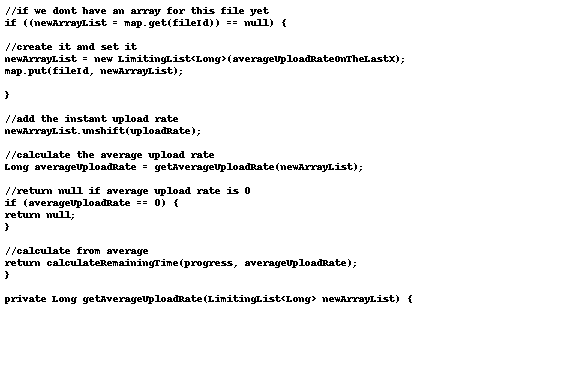 //if we dont have an array for this file yet
if ((newArrayList = map.get(fileId)) == null) {
//create it and set it
newArrayList = new LimitingList<Long>(averageUploadRateOnTheLastX);
map.put(fileId, newArrayList);
}
//add the instant upload rate
newArrayList.unshift(uploadRate);
//calculate the average upload rate
Long averageUploadRate = getAverageUploadRate(newArrayList);
//return null if average upload rate is 0
if (averageUploadRate == 0) {
return null;
}
//calculate from average
return calculateRemainingTime(progress, averageUploadRate);
}
private Long getAverageUploadRate(LimitingList<Long> newArrayList) {